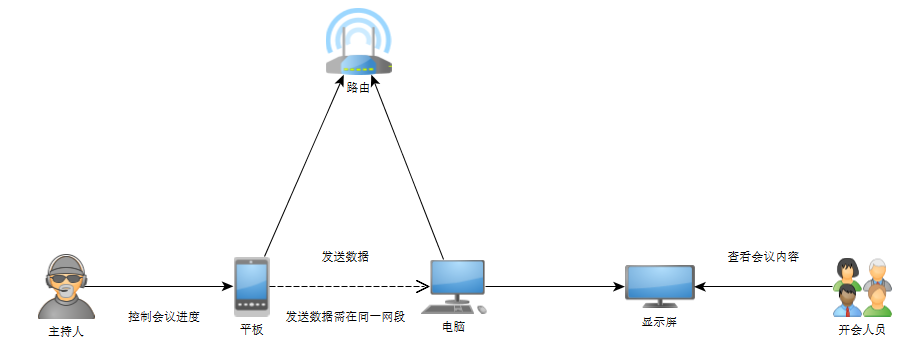 路由
发送数据
查看会议内容
控制会议进度
发送数据需在同一网段
主持人
平板
电脑
显示屏
开会人员